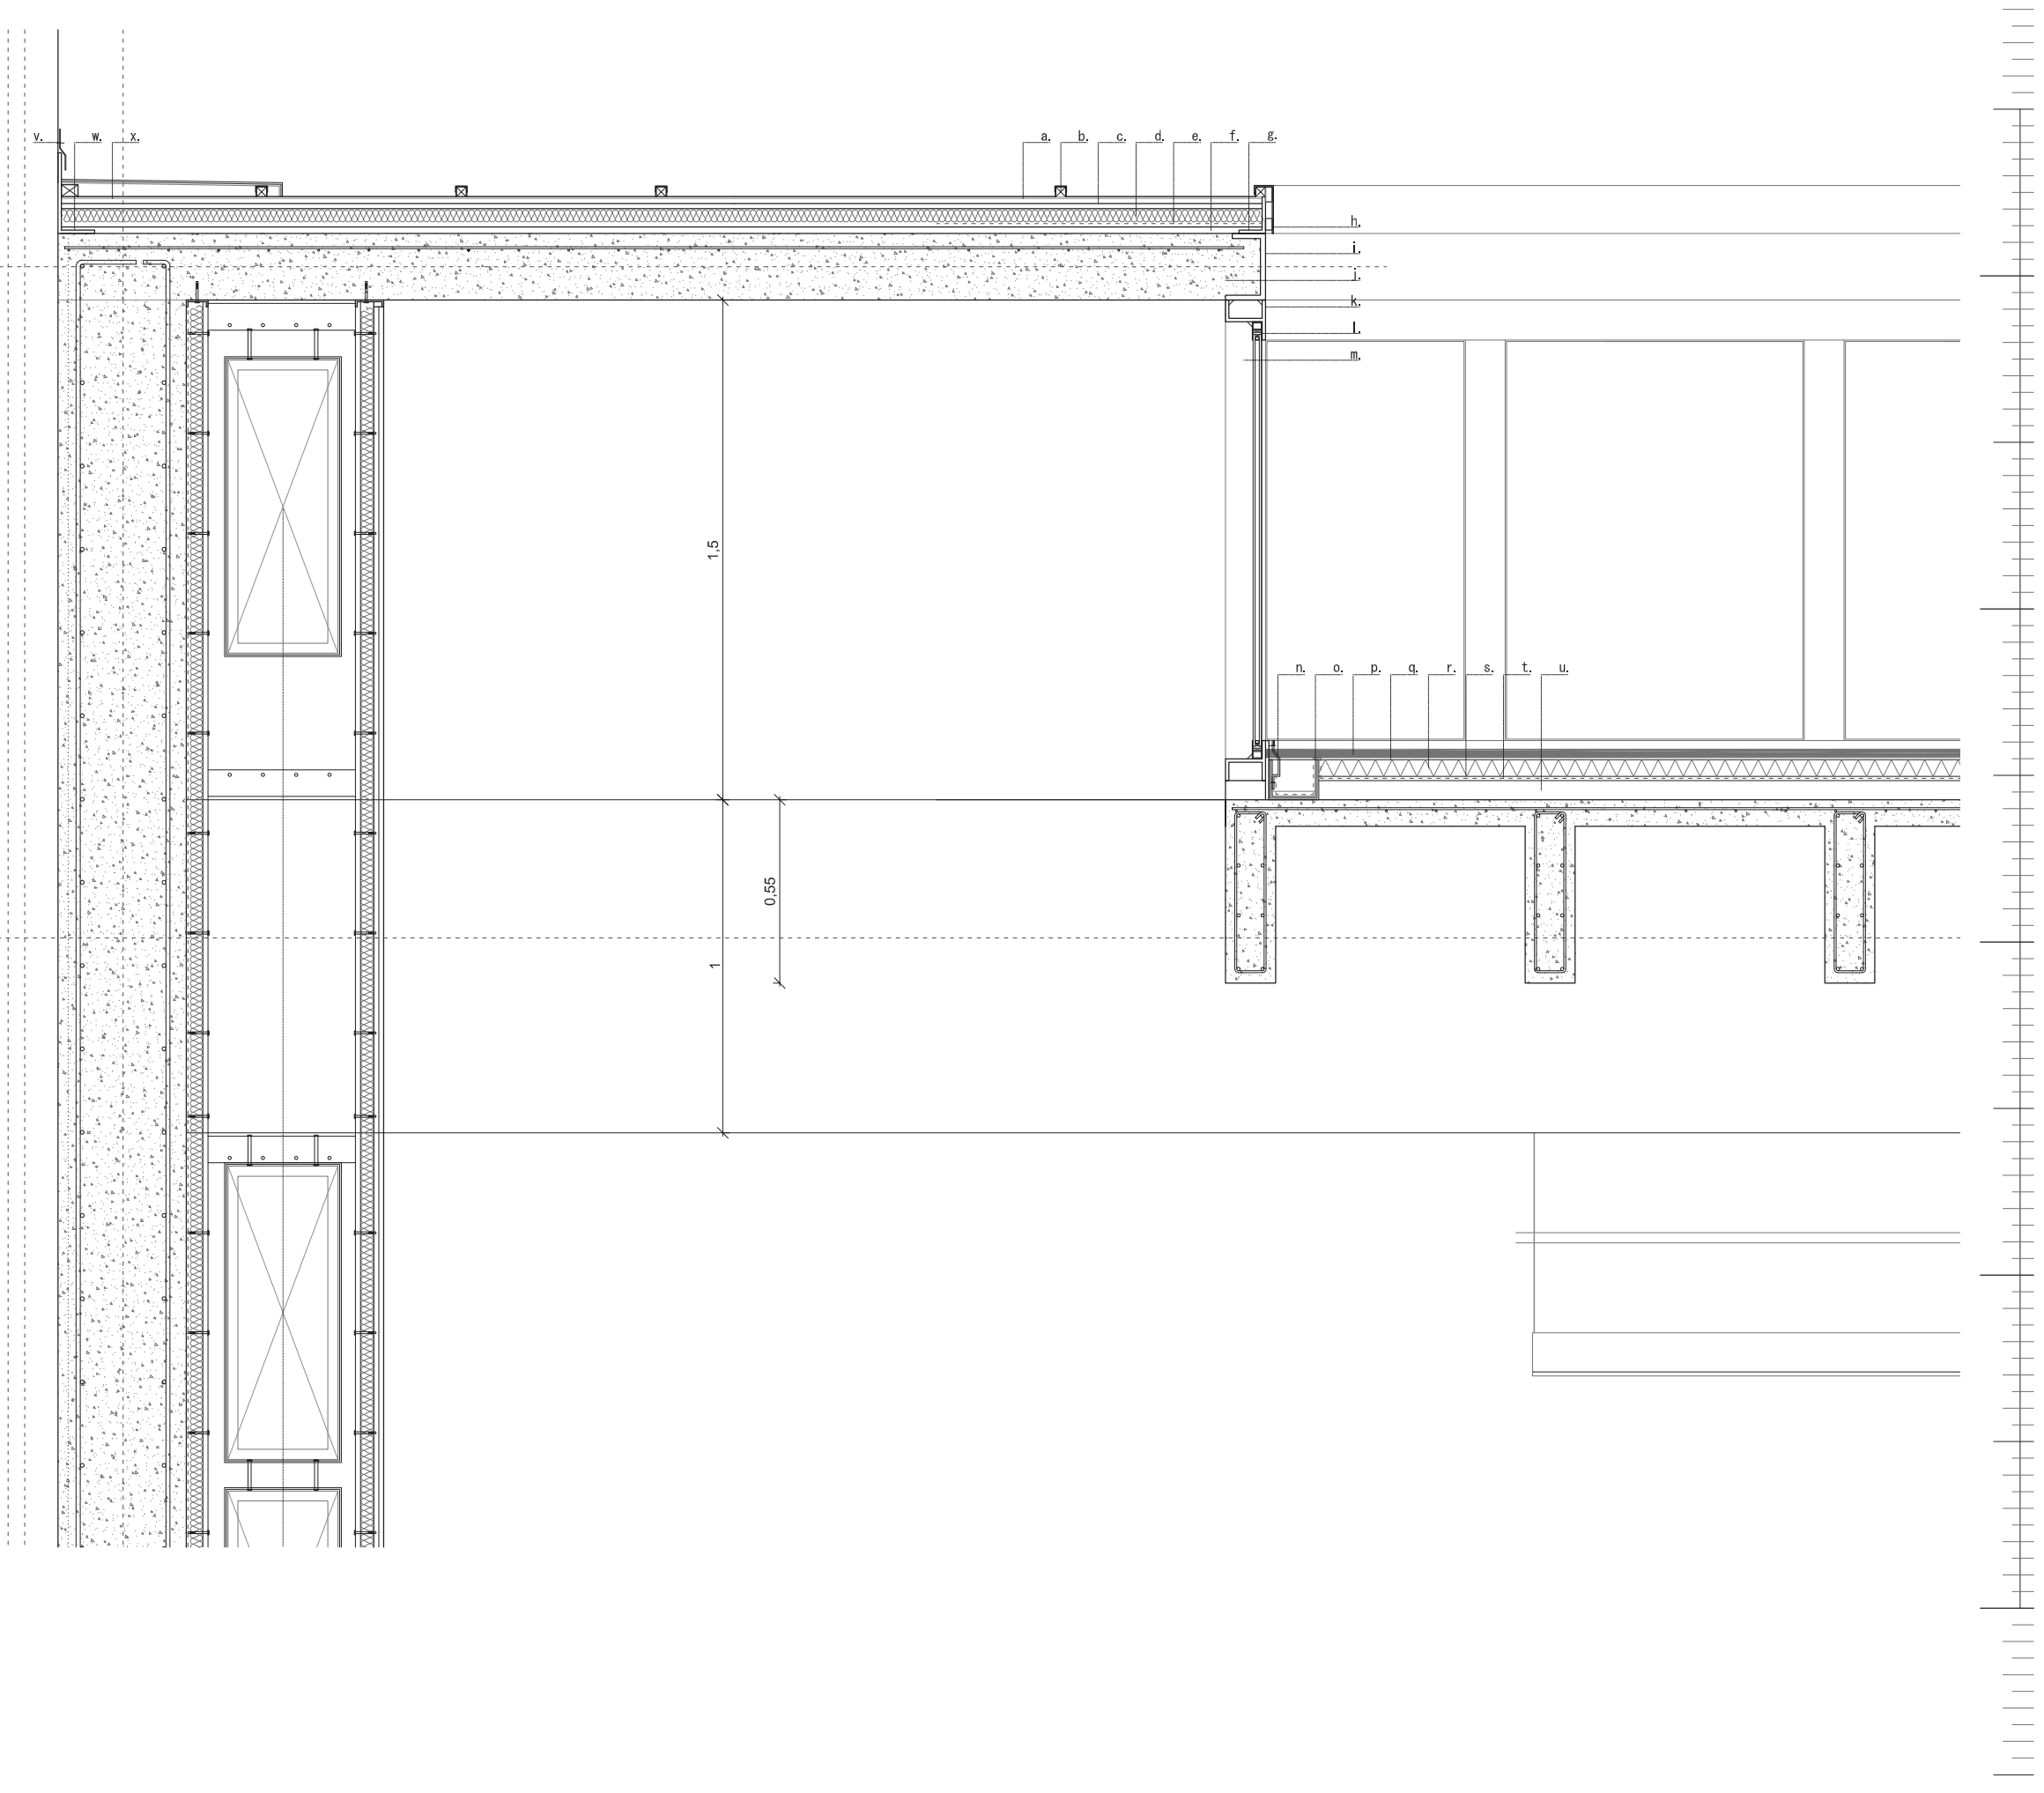 v. w. x. a. b. c. d. e. f. g.
h.
i.
j.
k.
l.
m.
1,5
n. o. p. q. r. s. t. u.
0,55
1